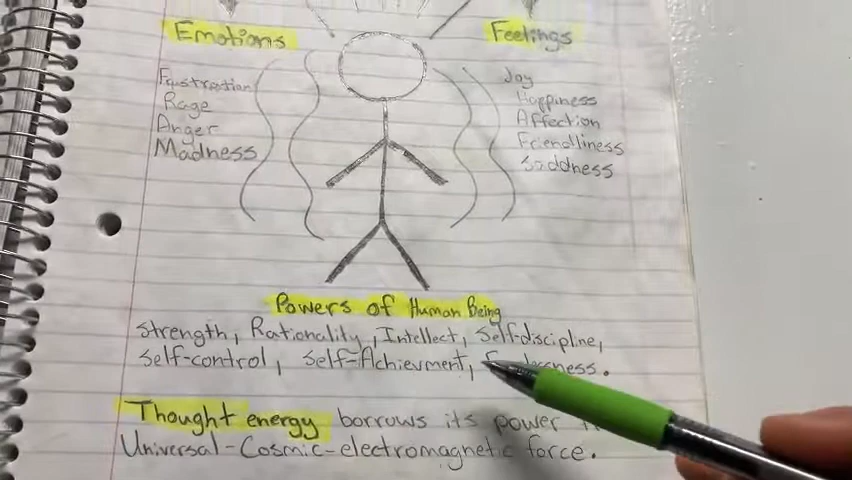 Emotions
Feelings
Frustration
Rage
Anger
Madness
Joy
Happiness
Affection
Friendliness
Saddness
Powers of Human Being
Strength, Rationality, Intellect, Self-discipline,
Self-control, Self-Achievment,
Thought energy borrows its power
Universal-Cosmic-electromagnetic force.